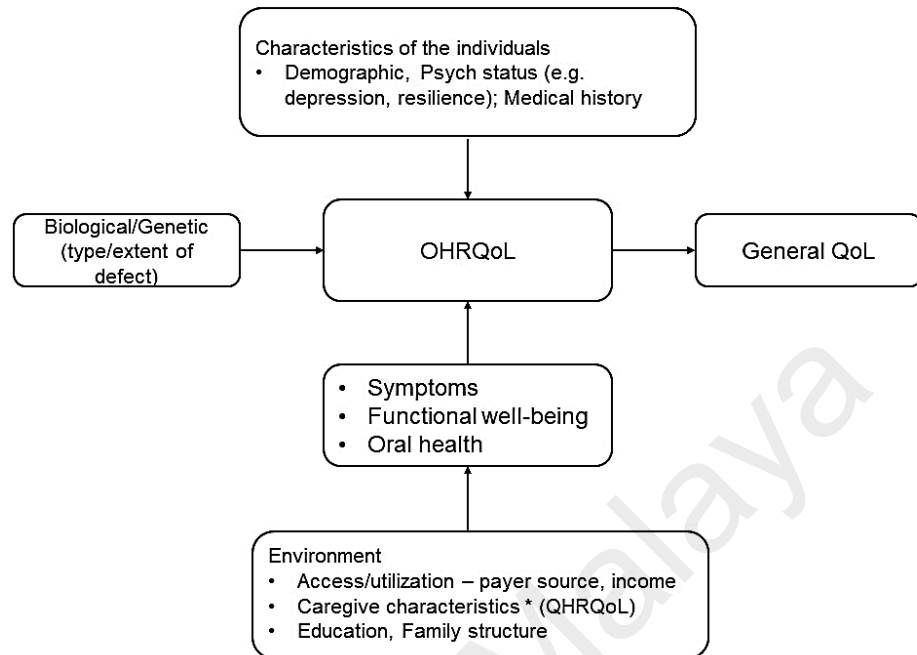 Characteristics of the individuals
• Demographic, Psych status (e.g.
depression, resilience); Medical
history
Biological/Genetic
(type/extent of
defect)
OHRQoL
General QoL
• Symptoms
• Functional well-being
• Oral health
Environment
• Access/utilization – payer source, income
• Caregive characteristics * (QHRQoL)
• Education, Family structure
Malaya